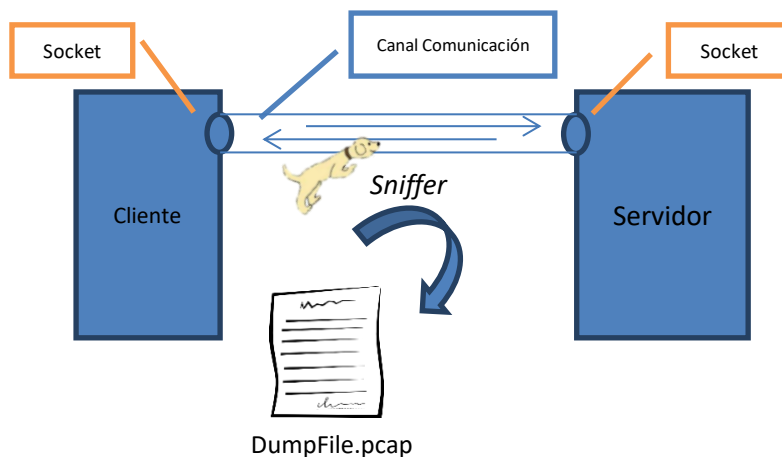 Socket
Canal Comunicación
Socket
Cliente
Sniffer
Servidor
DumpFile.pcap